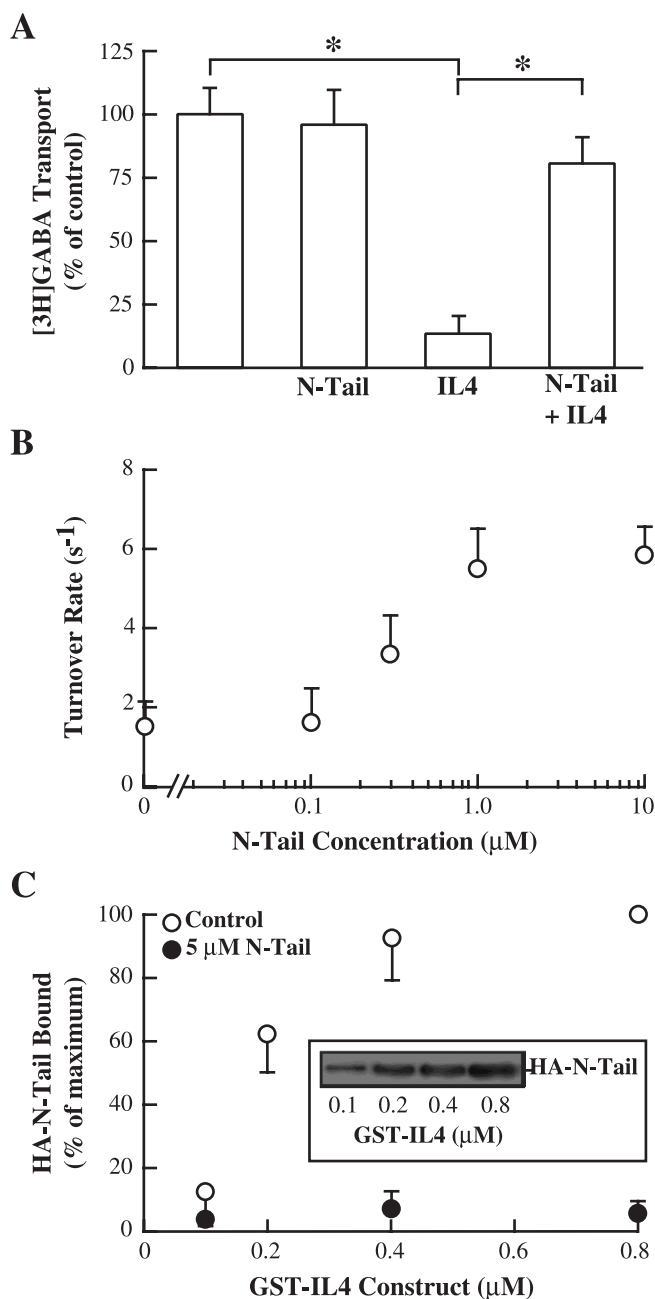 A
[3H]GABA Transport
(% of control)
125
100
75
50
25
0
*
*
N-Tail
IL4
N-Tail
+ IL4
B
Turnover Rate (s-1)
8
6
4
2
0
0
0.1
1.0
10
N-Tail Concentration (μM)
C
HA-N-Tail Bound
(% of maximum)
100
80
60
40
20
0
Control
5 μM N-Tail
HA-N-Tail
0.1 0.2 0.4 0.8
GST-IL4 (μM)
0
0.2
0.4
0.6
0.8
GST-IL4 Construct (μM)